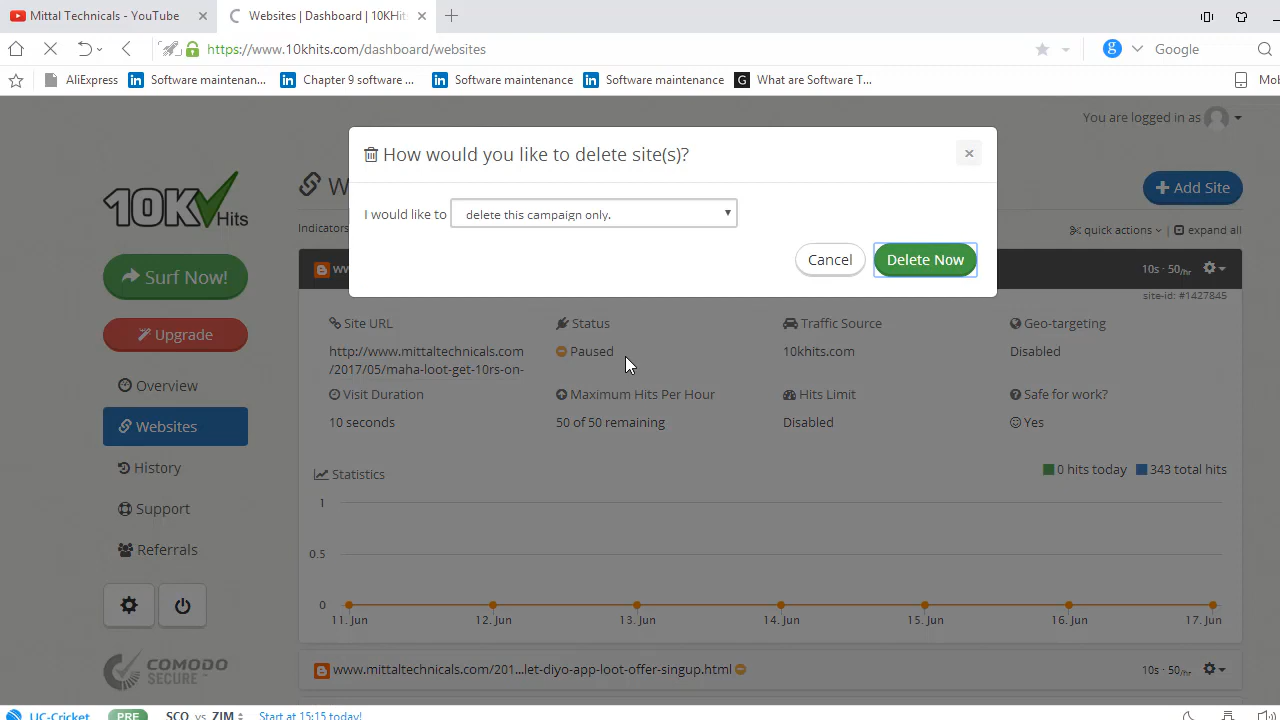 Mittal Technicals - YouTube
Websites | Dashboard | 10KHits
https://www.10khits.com/dashboard/websites
Google
AliExpress
Software maintenan...
Chapter 9 software ...
Software maintenance
Software maintenance
What are Software T...
You are logged in as
How would you like to delete site(s)?
10K Hits
Add Site
I would like to
delete this campaign only.
Indicators
quick actions
expand all
Cancel
Delete Now
Surf Now!
10s · 50/hr
site-id: #1427845
Site URL
Status
Traffic Source
Geo-targeting
Upgrade
http://www.mittaltechnicals.com
/2017/05/maha-loot-get-10rs-on-
Paused
10khits.com
Disabled
Overview
Visit Duration
Maximum Hits Per Hour
Hits Limit
Safe for work?
Websites
10 seconds
50 of 50 remaining
Disabled
Yes
History
Statistics
0 hits today
343 total hits
1
Support
Referrals
0.5
0
11. Jun
12. Jun
13. Jun
14. Jun
15. Jun
16. Jun
17. Jun
COMODO
SECURE
www.mittaltechnicals.com/201...let-diyo-app-loot-offer-singup.html
10s · 50/hr
UC-Cricket
PRE
SCO vs ZIM
Start at 15:15 today!